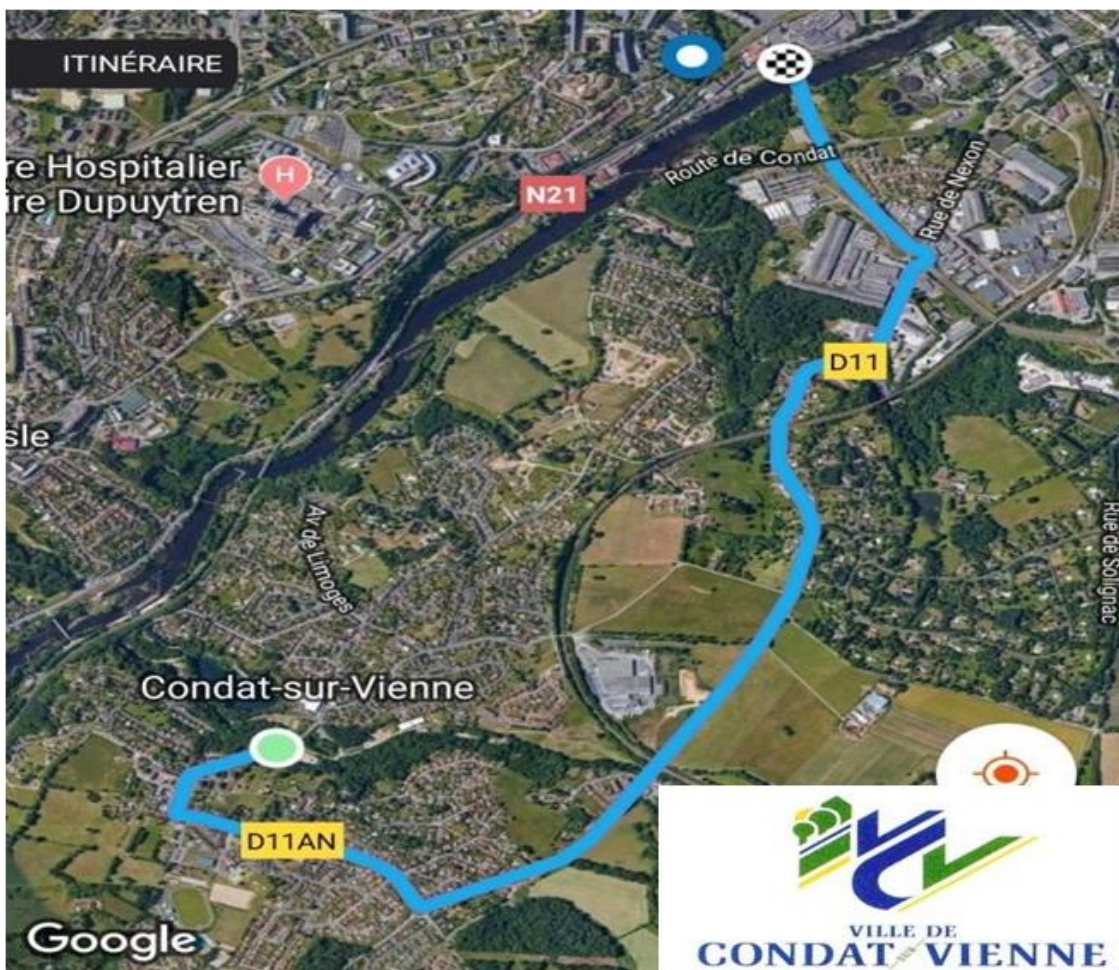 ITINÉRAIRE
re Hospitalier
ire Dupuytren
H
N21
Route de Condat
Rue de Nexon
D11
sle
Av de Limoges
Rue de Solignac
Condat-sur-Vienne
D11AN
Google
VILLE DE
CONDAT SUR VIENNE